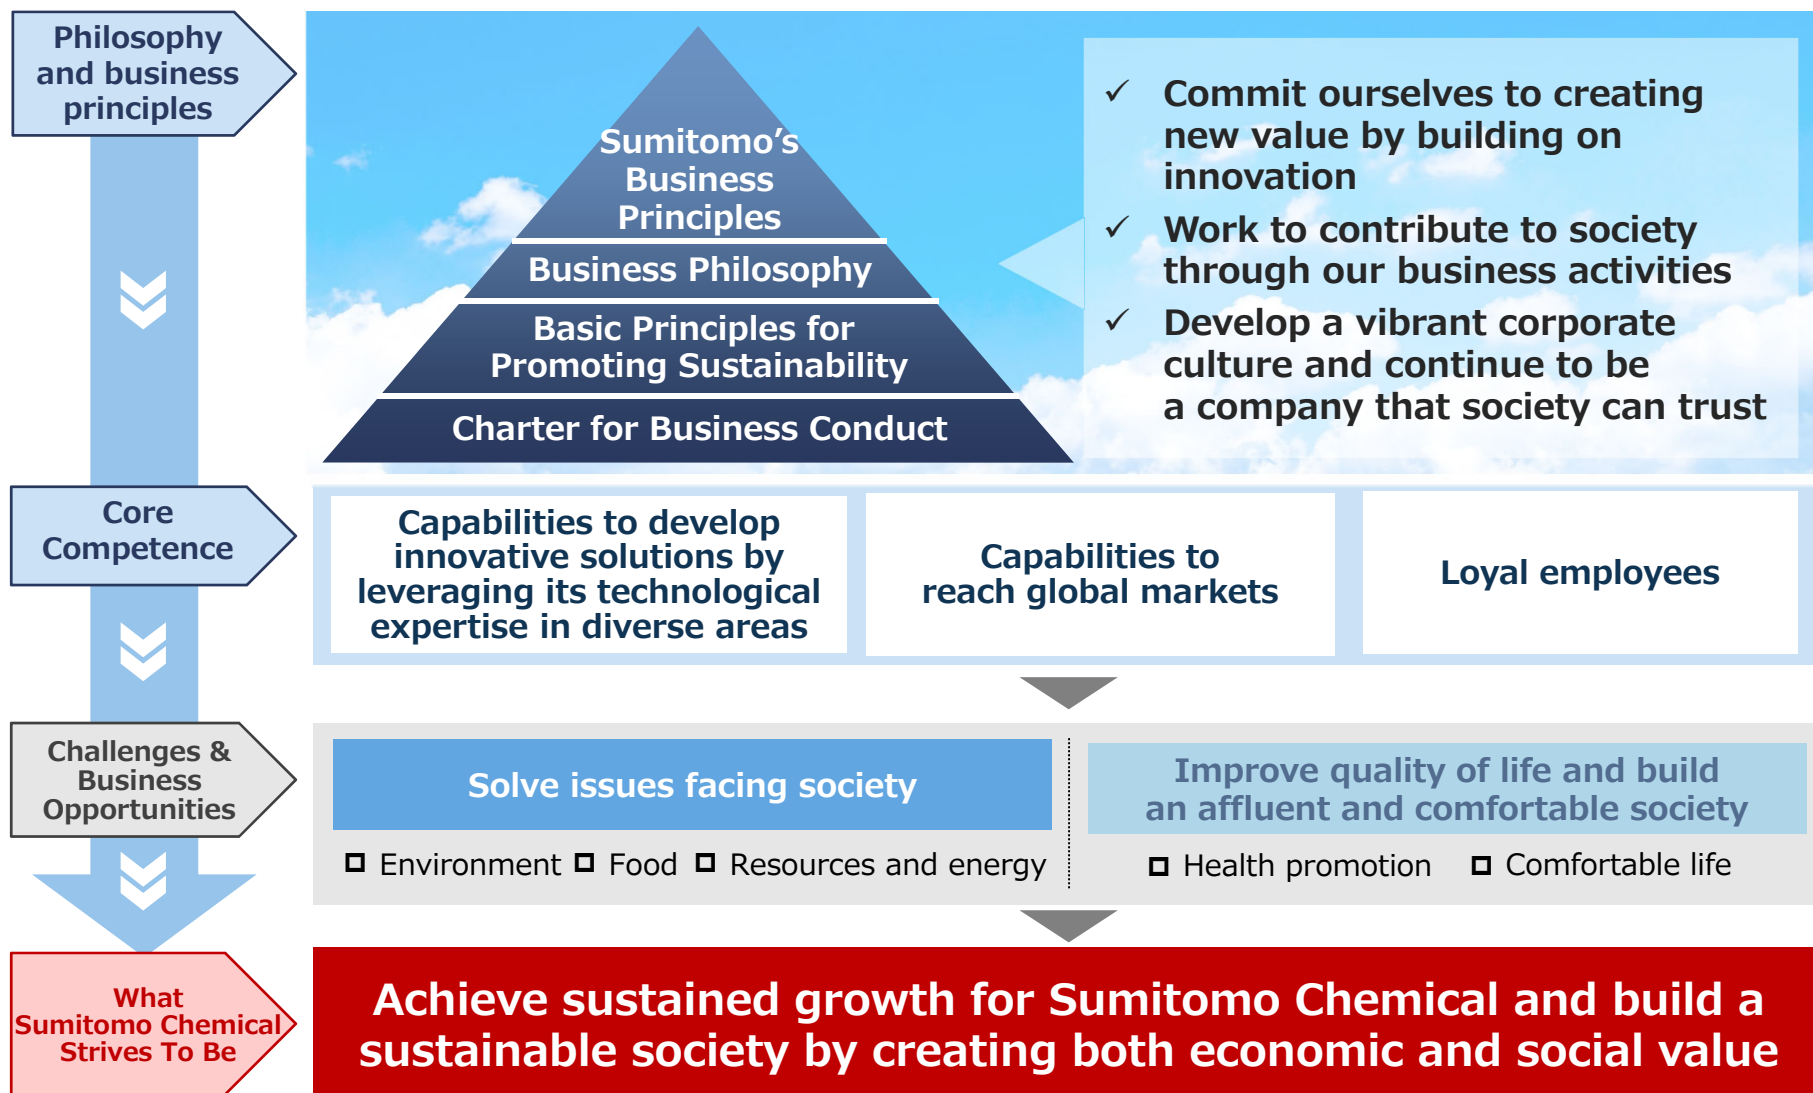 Philosophy
and business
principles
Sumitomo’s
Business
Principles
Business Philosophy
Basic Principles for
Promoting Sustainability
Charter for Business Conduct
✓ Commit ourselves to creating
new value by building on
innovation
✓ Work to contribute to society
through our business activities
✓ Develop a vibrant corporate
culture and continue to be
a company that society can trust
Core
Competence
Capabilities to develop
innovative solutions by
leveraging its technological
expertise in diverse areas
Capabilities to
reach global markets
Loyal employees
Challenges &
Business
Opportunities
Solve issues facing society
Environment Food Resources and energy
Improve quality of life and build
an affluent and comfortable society
Health promotion Comfortable life
What
Sumitomo Chemical
Strives To Be
Achieve sustained growth for Sumitomo Chemical and build a
sustainable society by creating both economic and social value